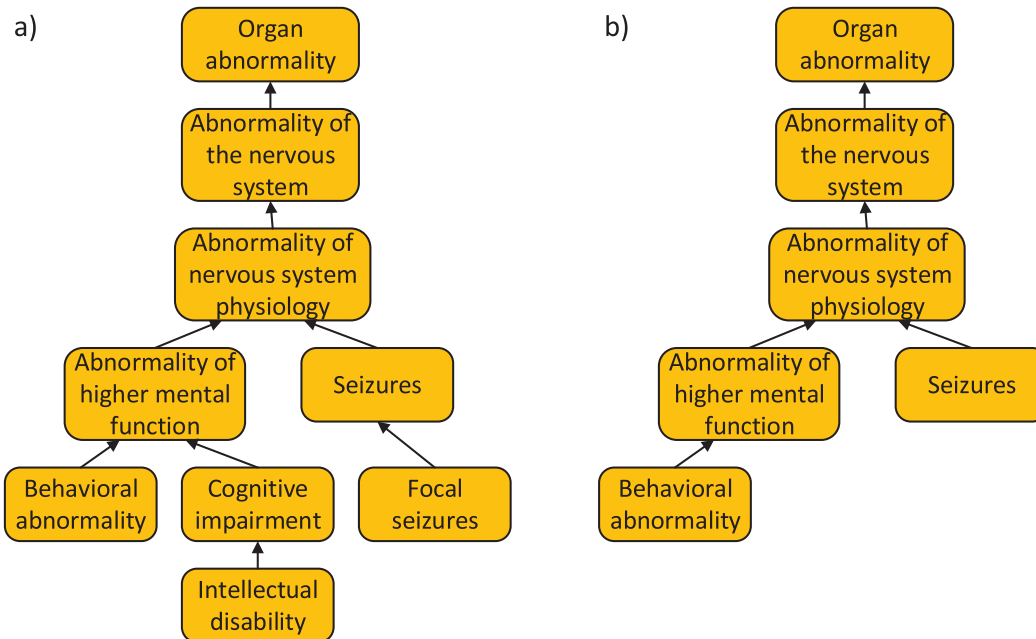 a)
Organ
abnormality
Abnormality of
the nervous
system
Abnormality of
nervous system
physiology
Abnormality of
higher mental
function
Seizures
Behavioral
abnormality
Cognitive
impairment
Focal
seizures
Intellectual
disability
b)
Organ
abnormality
Abnormality of
the nervous
system
Abnormality of
nervous system
physiology
Abnormality of
higher mental
function
Seizures
Behavioral
abnormality